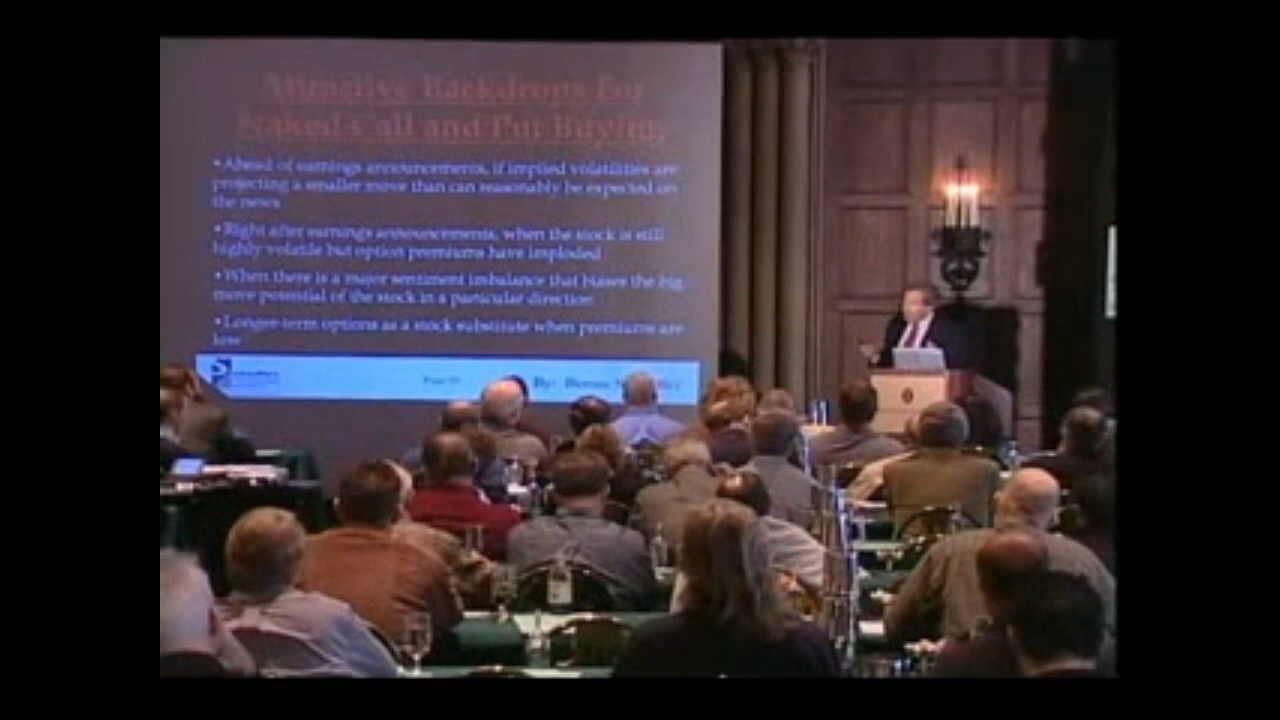 Attractive Backdrops For
Naked Call and Put Buying
•Ahead of earnings announcements, if implied volatilities are
projecting a smaller move than can reasonably be expected on
the news
•Right after earnings announcements, when the stock is still
highly volatile but option premiums have imploded
•When there is a major sentiment imbalance that biases the big
move potential of the stock in a particular direction
•Longer-term options as a stock substitute when premiums are
low
By: Bernie